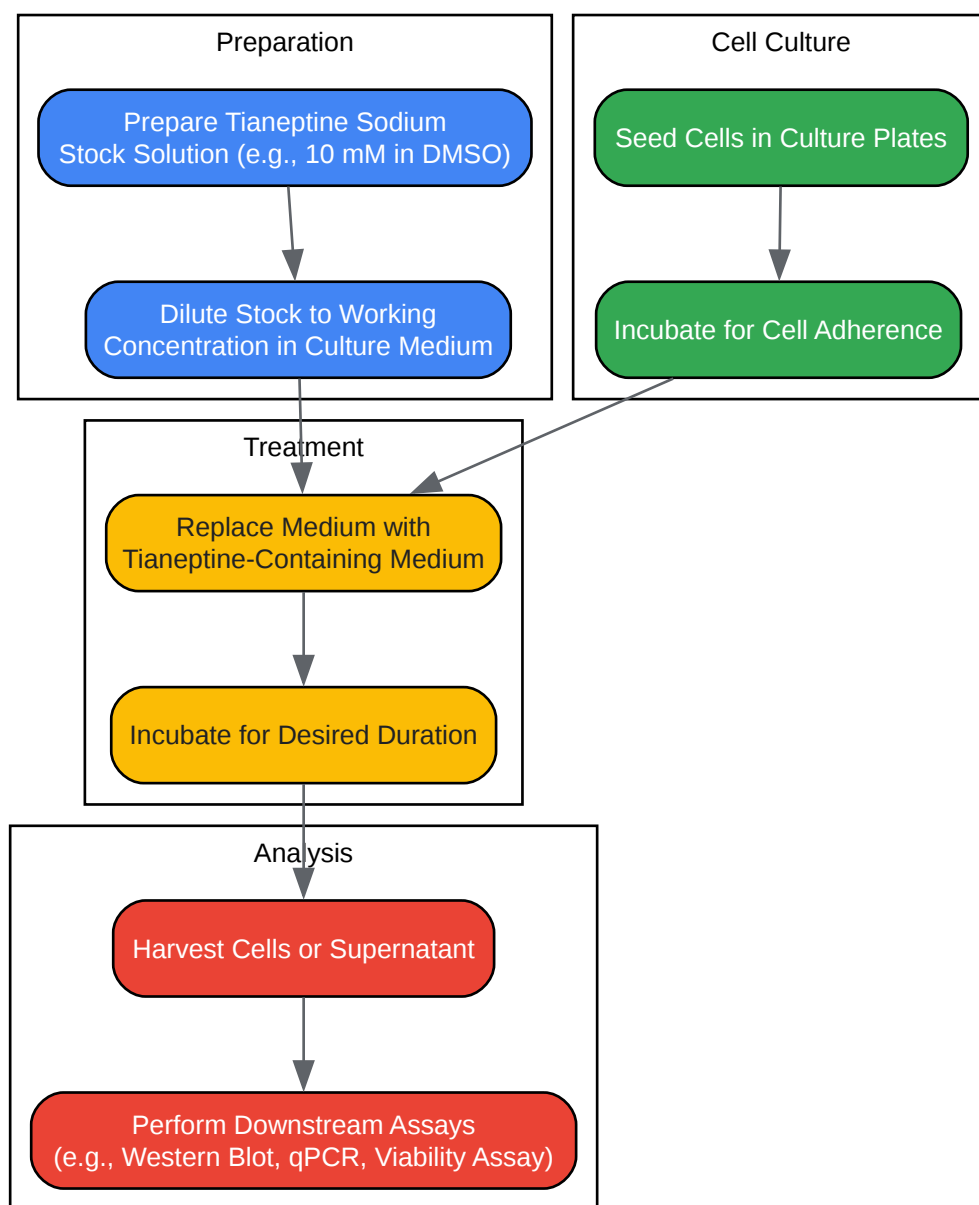 Preparation
Prepare Tianeptine Sodium
Stock Solution (e.g., 10 mM in DMSO)
Dilute Stock to Working
Concentration in Culture Medium
Cell Culture
Seed Cells in Culture Plates
Incubate for Cell Adherence
Treatment
Replace Medium with
Tianeptine-Containing Medium
Incubate for Desired Duration
Analysis
Harvest Cells or Supernatant
Perform Downstream Assays
(e.g., Western Blot, qPCR, Viability Assay)